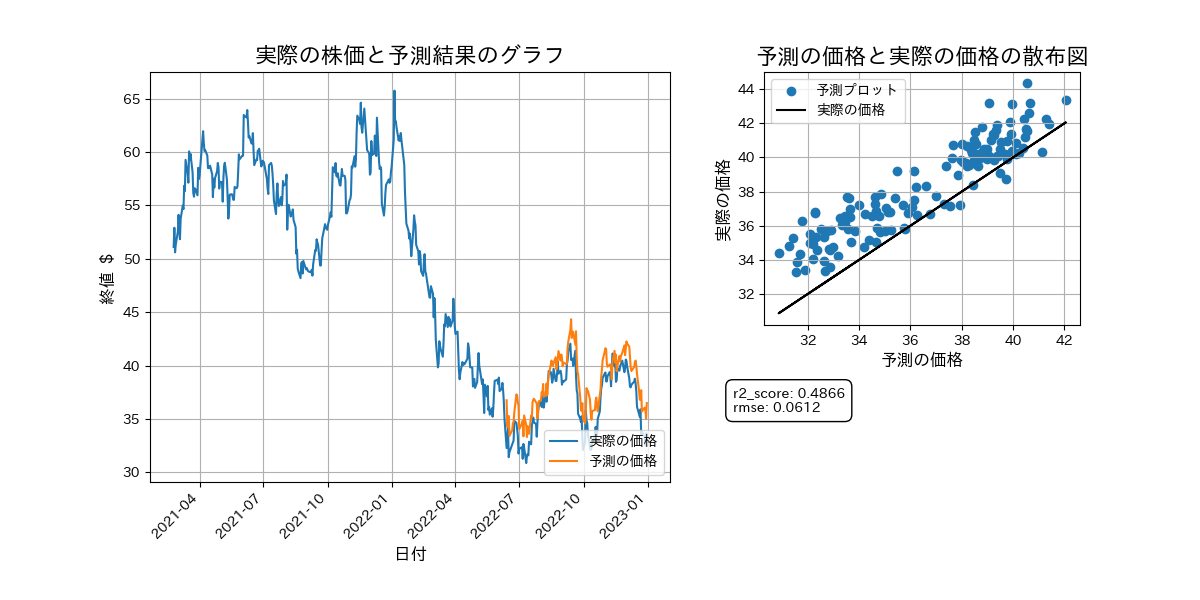 実際の株価と予測結果のグラフ
終値 $
65
60
55
50
45
40
35
30
実際の価格
予測の価格
2021-04
2021-07
2021-10
2022-01
2022-04
2022-07
2022-10
2023-01
日付
予測の価格と実際の価格の散布図
実際の価格
44
42
40
38
36
34
32
予測プロット
実際の価格
32
34
36
38
40
42
予測の価格
r2_score: 0.4866
rmse: 0.0612